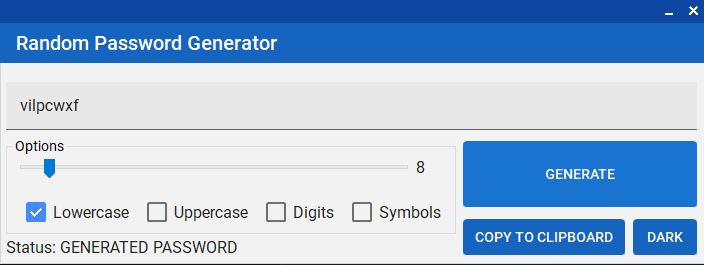 Random Password Generator
vilpcwxf
Options
8
GENERATE
Lowercase Uppercase Digits Symbols
Status: GENERATED PASSWORD
COPY TO CLIPBOARD DARK